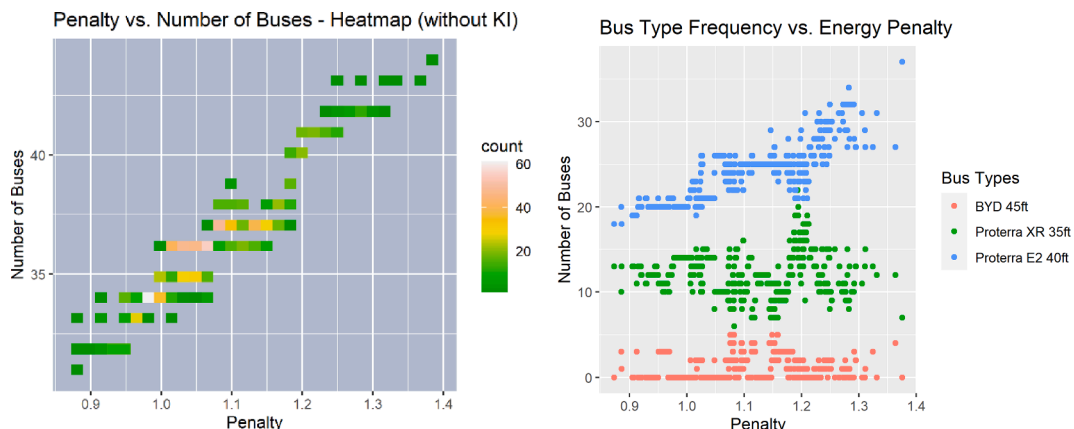 Penalty vs. Number of Buses - Heatmap (without KI)
Number of Buses
40
35
0.9 1.0 1.1 1.2 1.3 1.4
Penalty
count
60
40
20
Bus Type Frequency vs. Energy Penalty
Number of Buses
30
20
10
0
0.9 1.0 1.1 1.2 1.3 1.4
Penalty
Bus Types
BYD 45ft
Proterra XR 35ft
Proterra E2 40ft